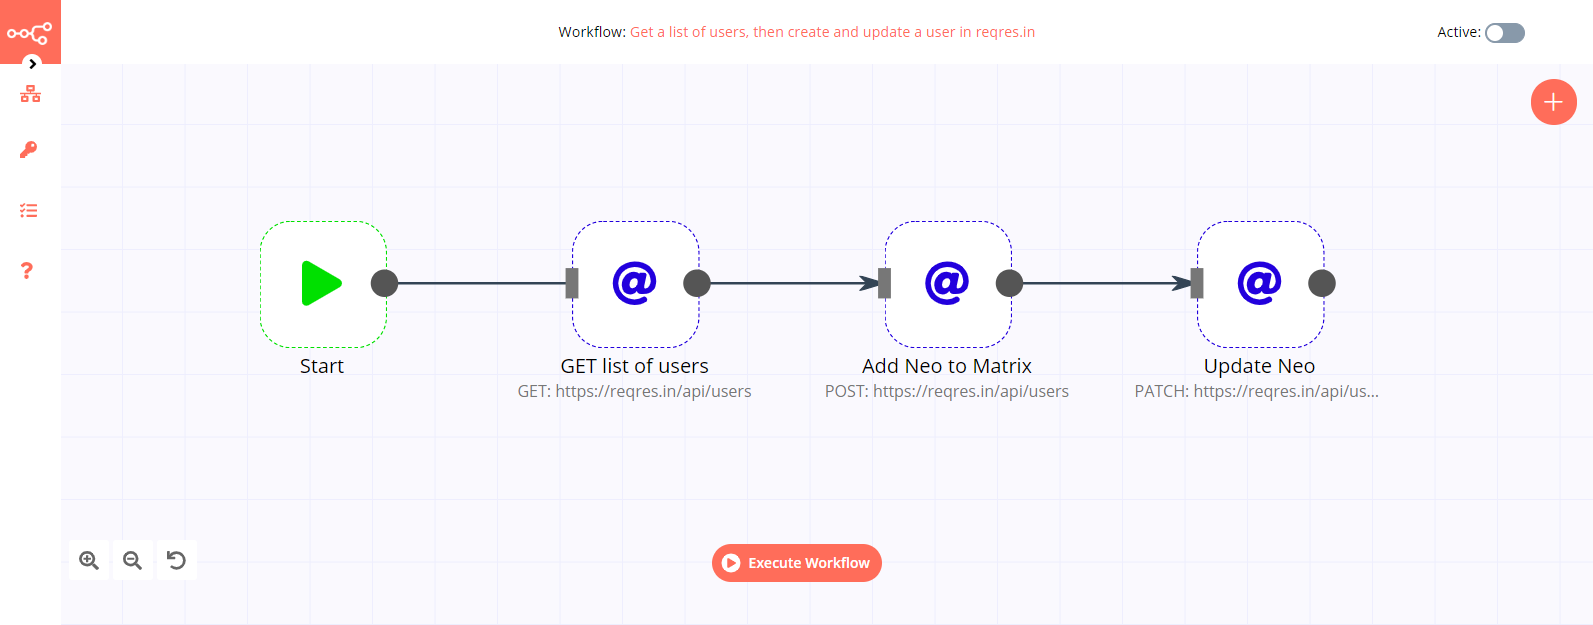 Workflow: Get a list of users, then create and update a user in reqres.in
Active:
Start
GET list of users
GET: https://reqres.in/api/users
Add Neo to Matrix
POST: https://reqres.in/api/users
Update Neo
PATCH: https://reqres.in/api/us...
Execute Workflow